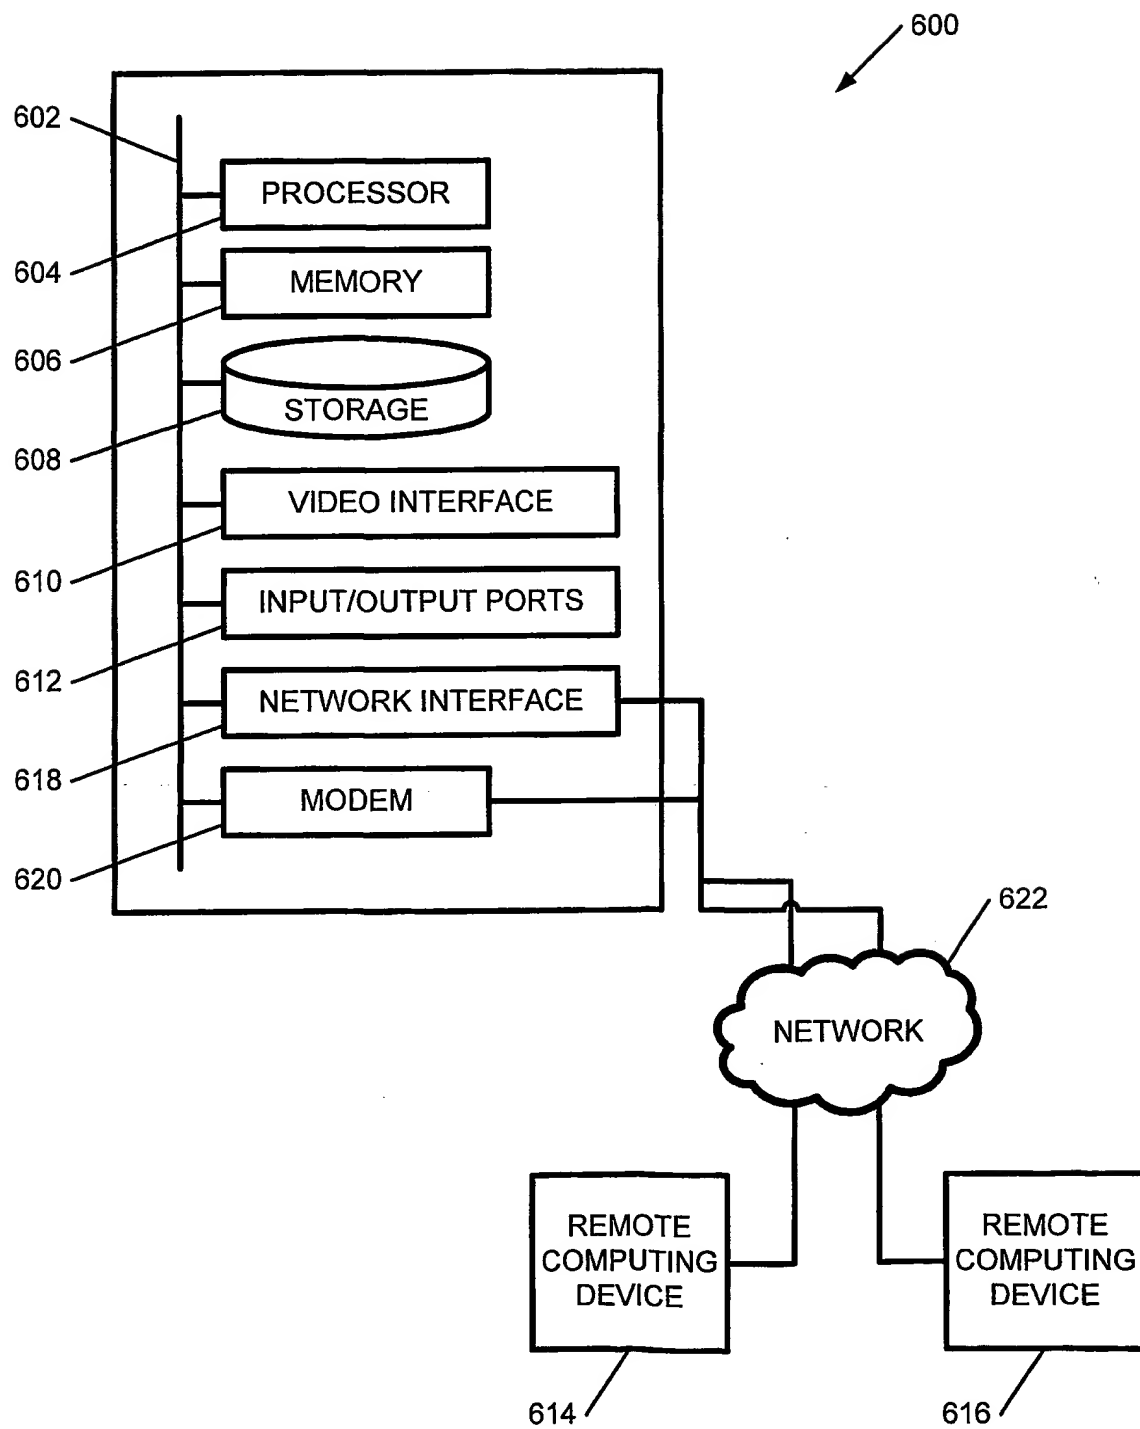 600
602
PROCESSOR
604
MEMORY
606
STORAGE
608
VIDEO INTERFACE
610
INPUT/OUTPUT PORTS
612
NETWORK INTERFACE
618
MODEM
620
622
NETWORK
REMOTE
COMPUTING
DEVICE
REMOTE
COMPUTING
DEVICE
614
616